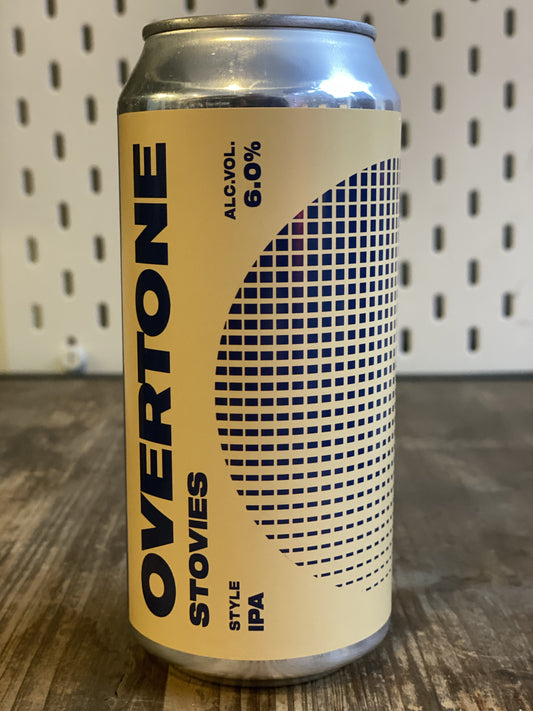 OVERTONE
STOVIES
STYLE
IPA
ALC.VOL.
6.0%